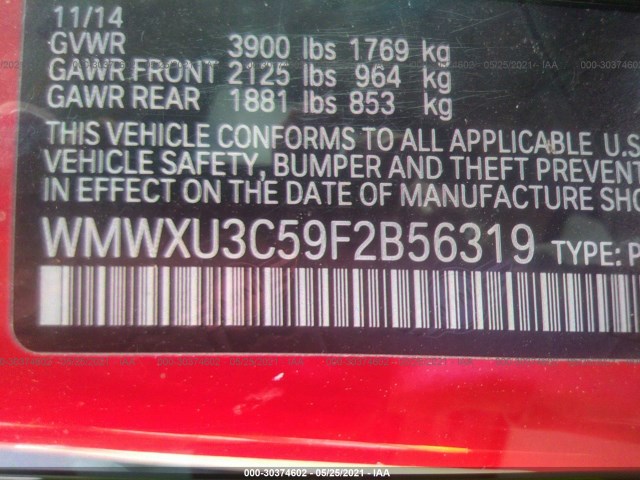 11/14
GVWR 3900 lbs 1769 kg
GAWR FRONT 2125 lbs 964 kg
GAWR REAR 1881 lbs 853 kg
THIS VEHICLE CONFORMS TO ALL APPLICABLE U.S
VEHICLE SAFETY, BUMPER AND THEFT PREVENT
IN EFFECT ON THE DATE OF MANUFACTURE SHO
WMWXU3C59F2B56319 TYPE: P
000-30374602 - 05/25/2021 - IAA